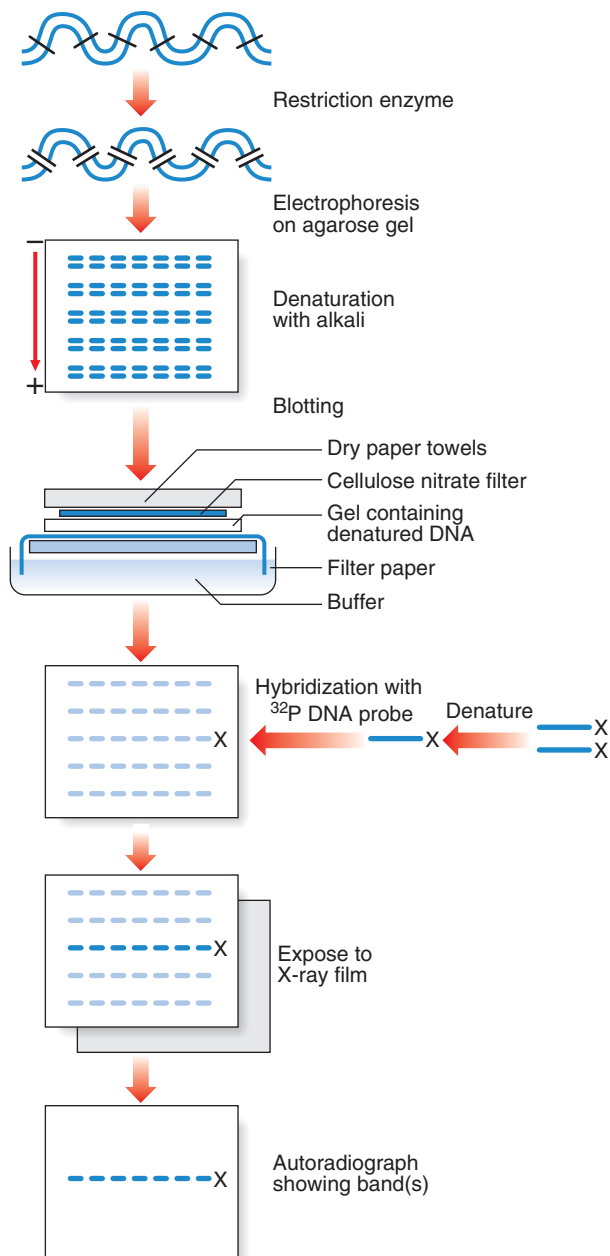 Restriction enzyme
Electrophoresis
on agarose gel
−
Denaturation
with alkali
+
Blotting
Dry paper towels
Cellulose nitrate filter
Gel containing
denatured DNA
Filter paper
Buffer
Hybridization with
³²P DNA probe
Denature
X
X
X
X
X
Expose to
X-ray film
Autoradiograph
showing band(s)
X